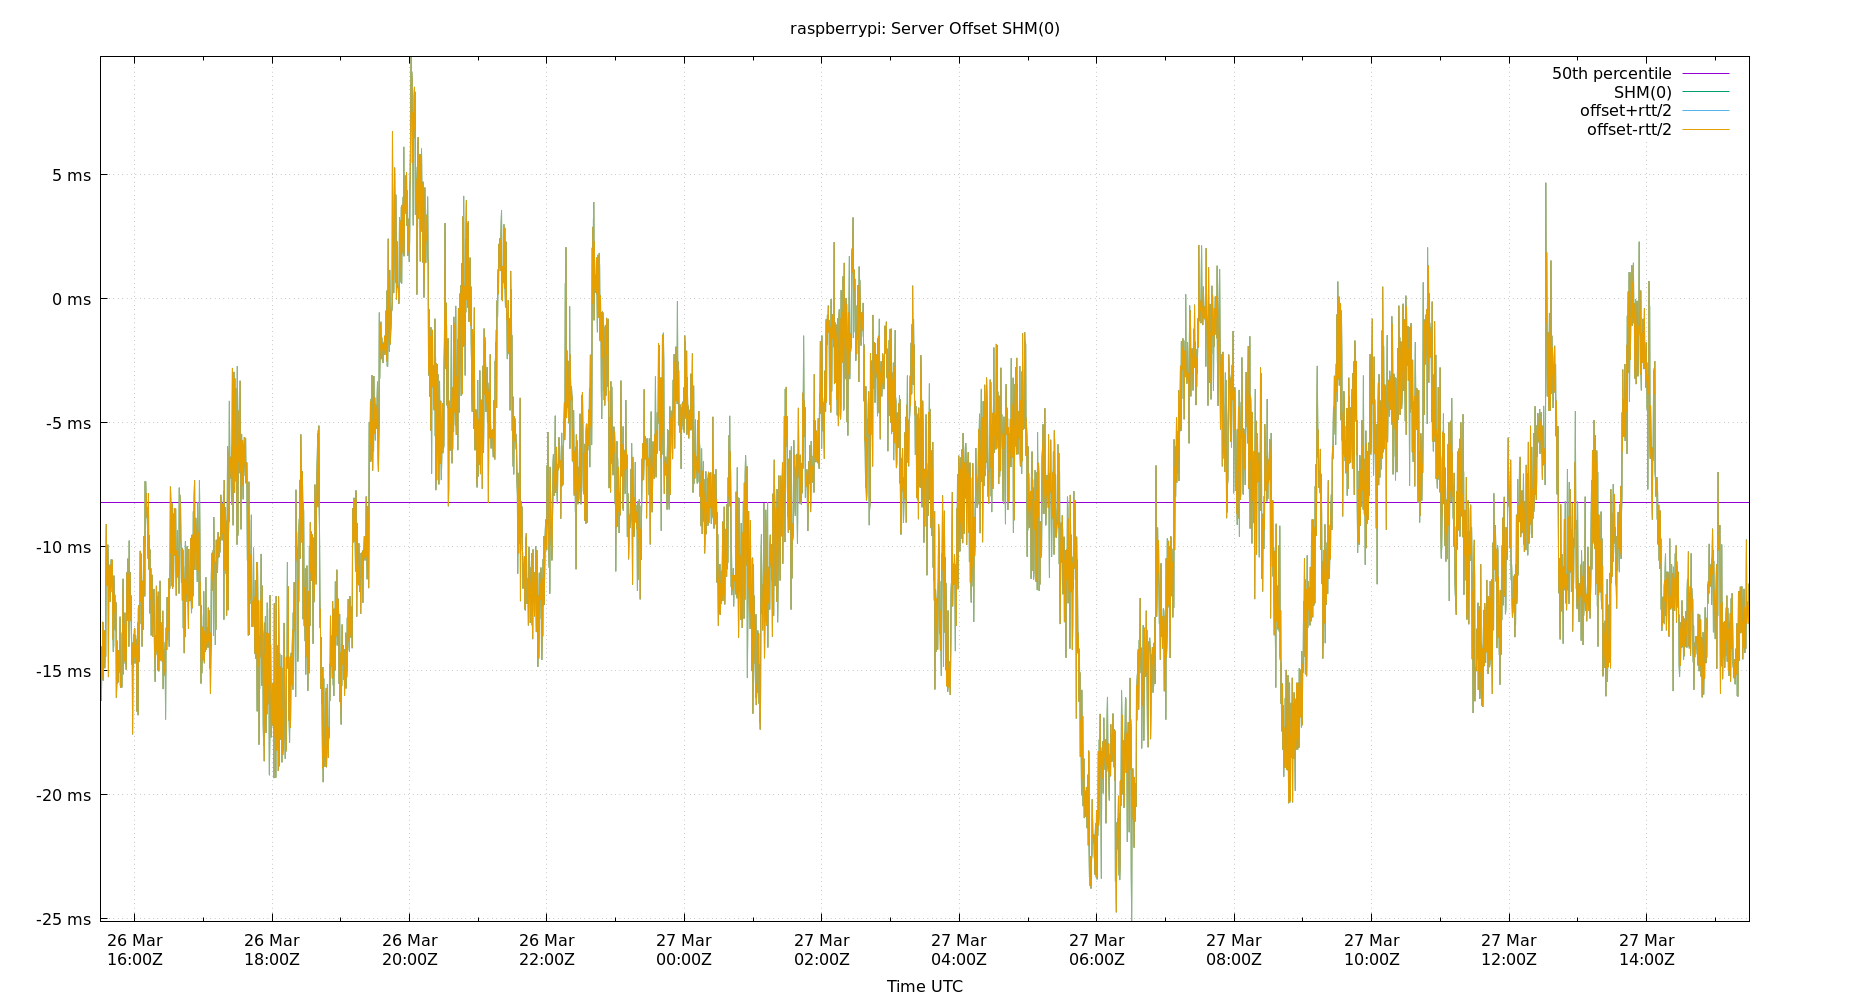 raspberrypi: Server Offset SHM(0)
50th percentile
SHM(0)
offset+rtt/2
offset-rtt/2
5 ms
0 ms
-5 ms
-10 ms
-15 ms
-20 ms
-25 ms
26 Mar 26 Mar 26 Mar 26 Mar 27 Mar 27 Mar 27 Mar 27 Mar 27 Mar 27 Mar 27 Mar 27 Mar
16:00Z 18:00Z 20:00Z 22:00Z 00:00Z 02:00Z 04:00Z 06:00Z 08:00Z 10:00Z 12:00Z 14:00Z
Time UTC